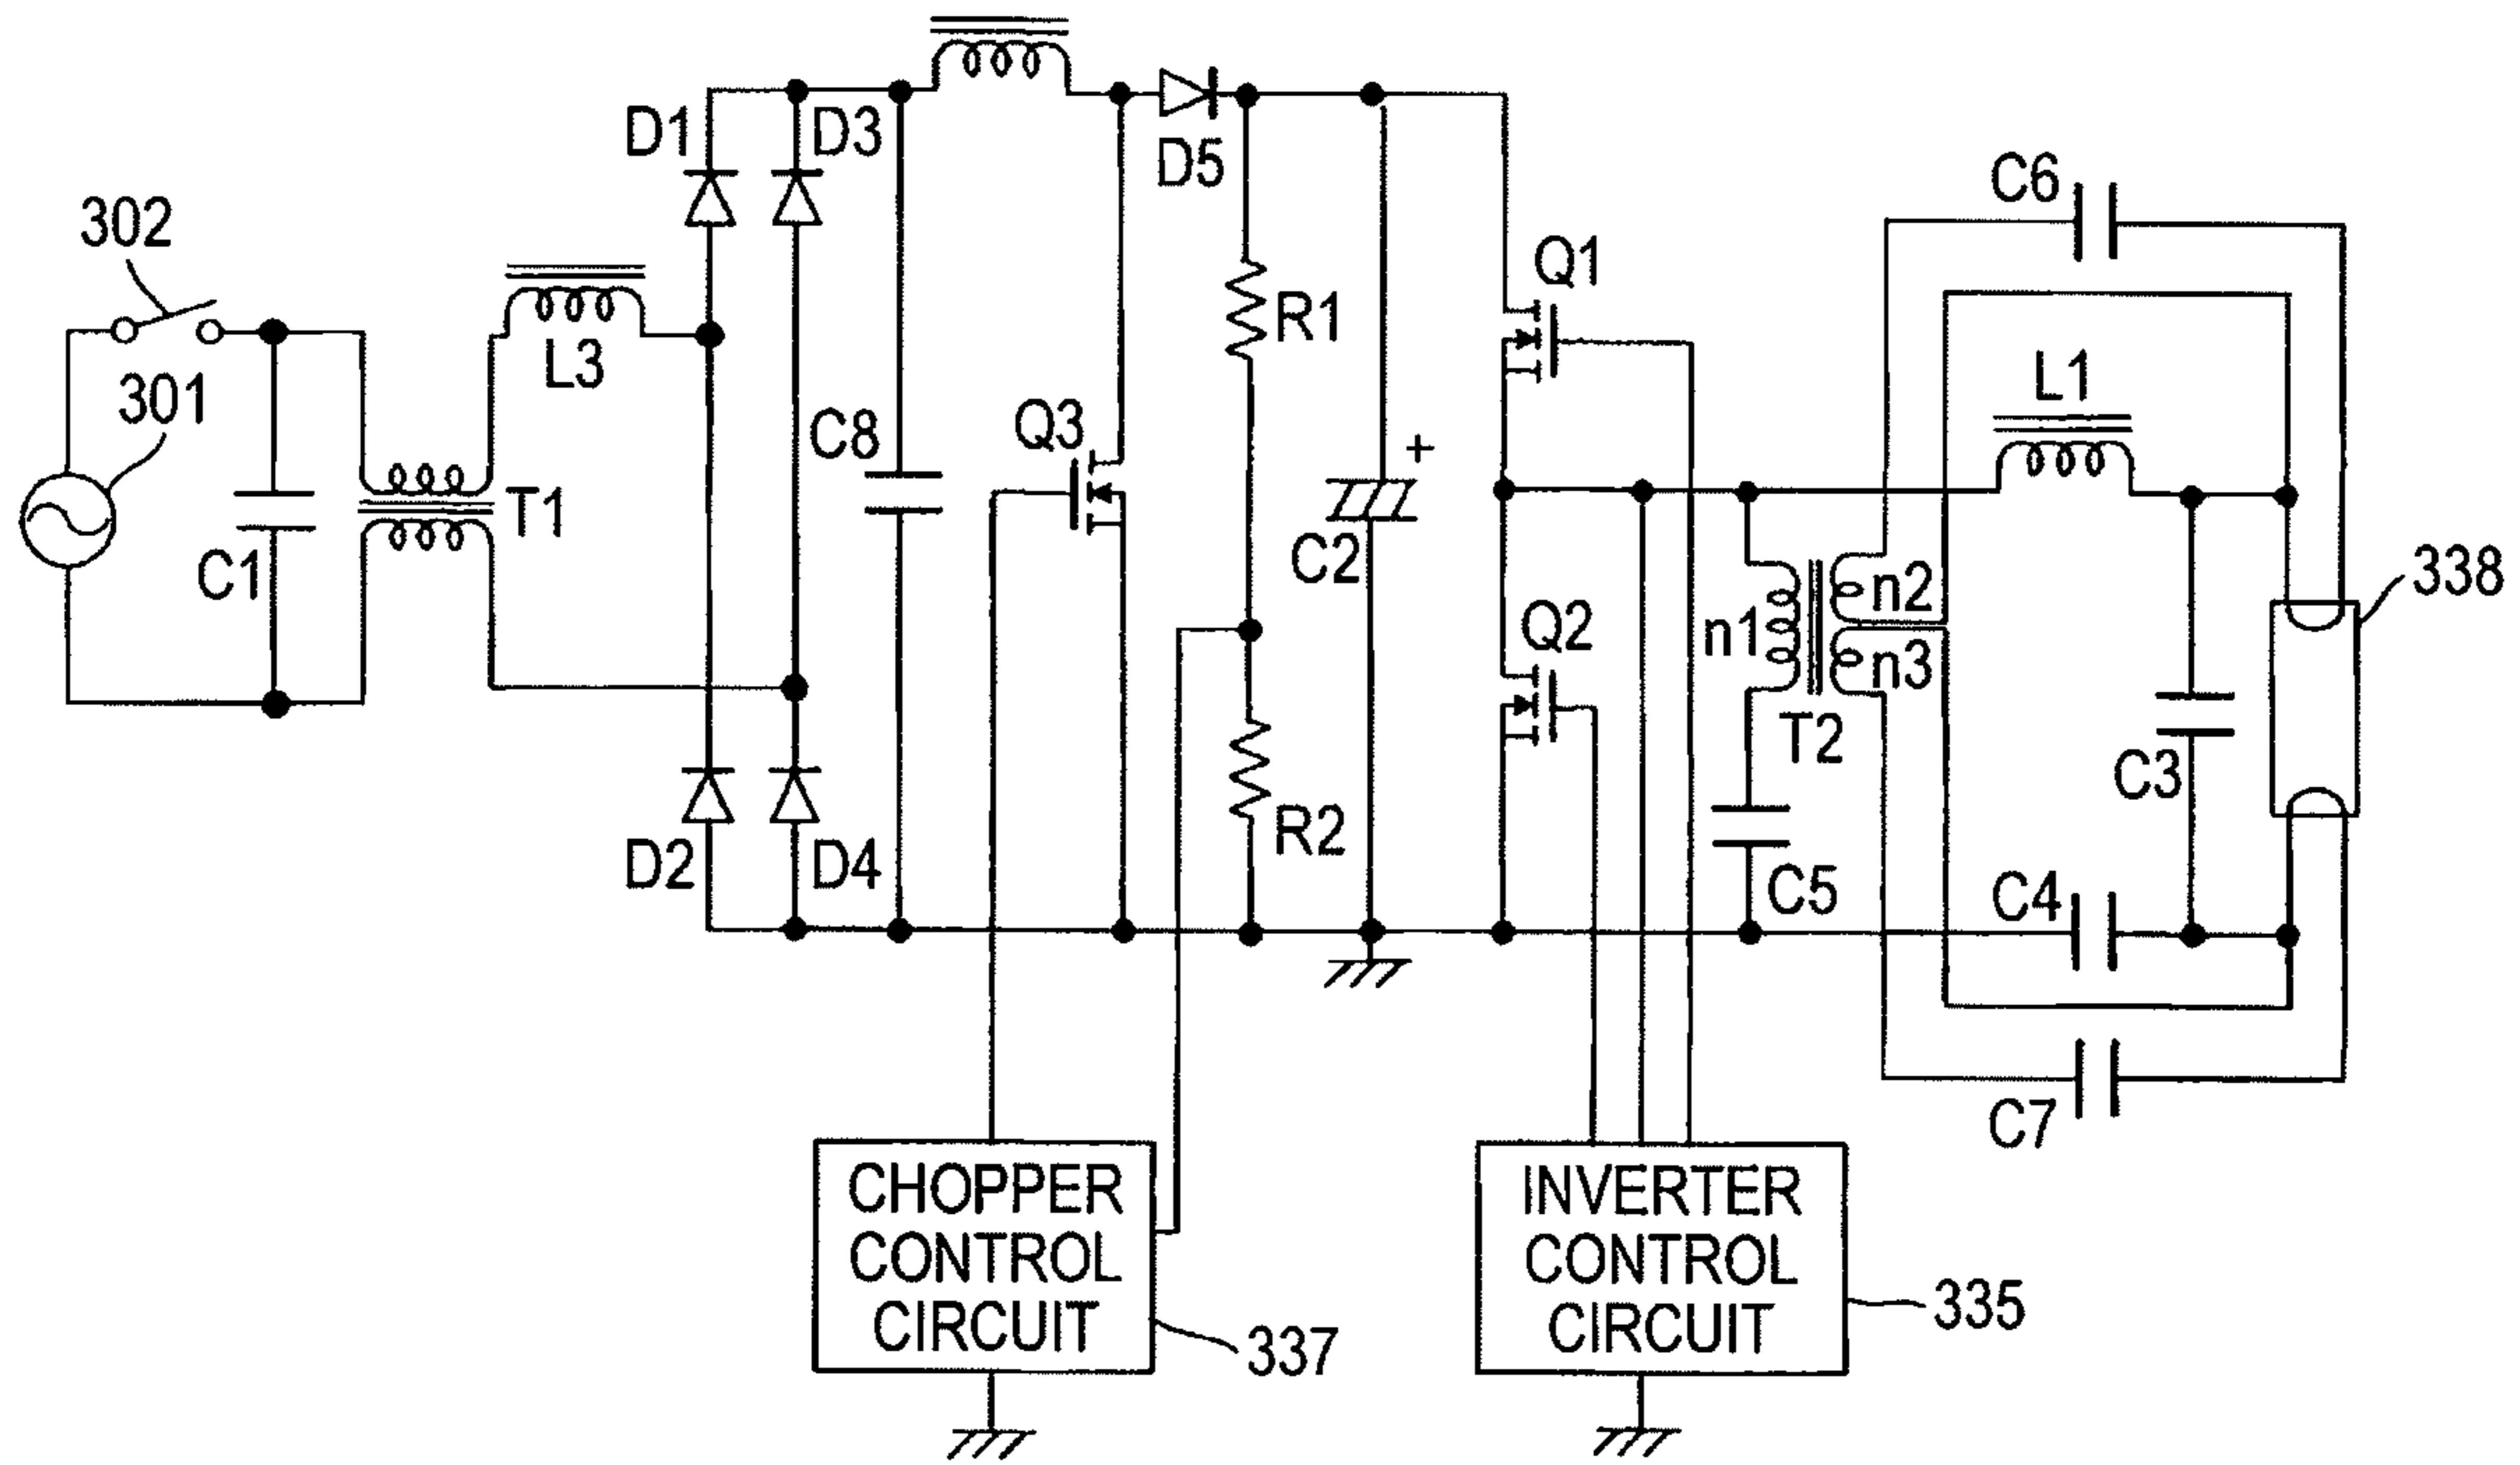 302
301
C1
T1
L3
D1
D3
D2
D4
C8
Q3
D5
R1
R2
+
C2
Q1
Q2
n1
n2
n3
T2
C5
C6
L1
C3
C4
C7
338
CHOPPER
CONTROL
CIRCUIT
337
INVERTER
CONTROL
CIRCUIT
335